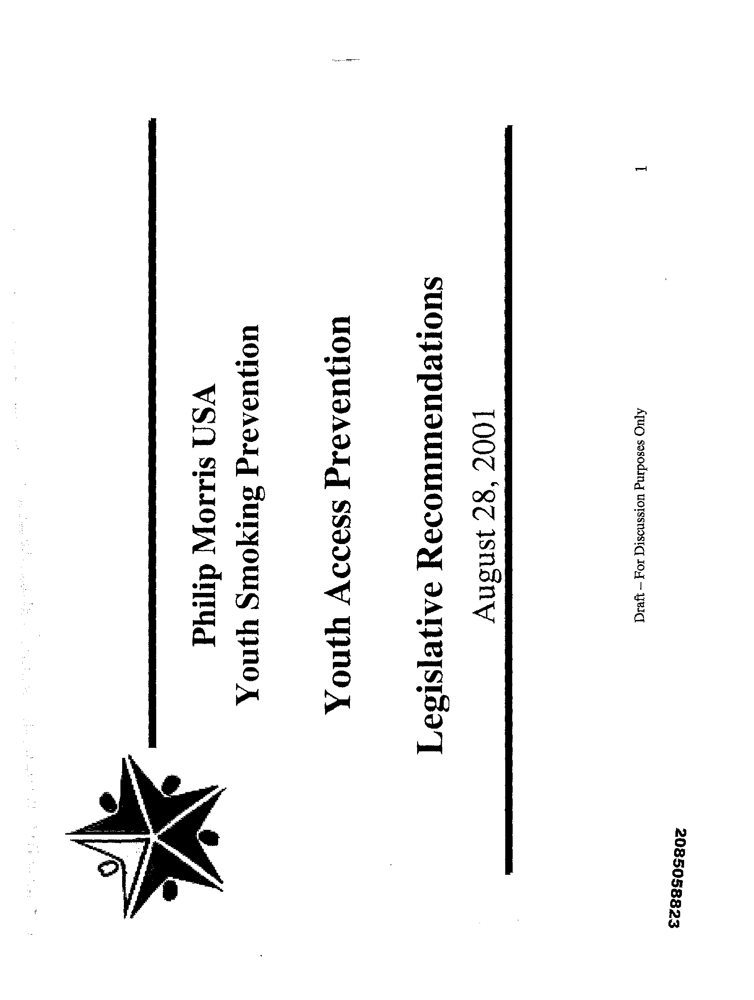 Philip Morris USA
Youth Smoking Prevention
Youth Access Prevention
Legislative Recommendations
August 28, 2001
Draft – For Discussion Purposes Only
1
2085058823